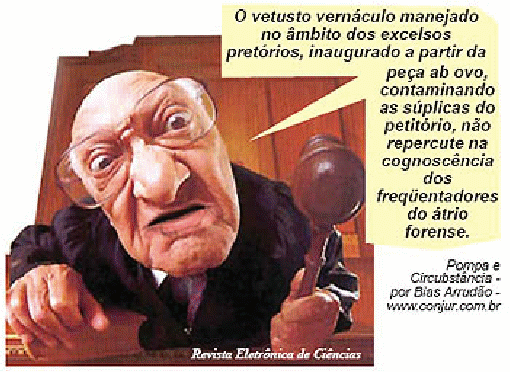 O vetusto vernáculo manejado
no âmbito dos excelsos
pretórios, inaugurado a partir da
peça ab ovo,
contaminando
as súplicas do
petitório, não
repercute na
cognoscência
dos
freqüentadores
do átrio
forense.
Pompa e
Circubstância -
por Bias Arrudão -
www.conjur.com.br
Revista Eletrônica de Ciências